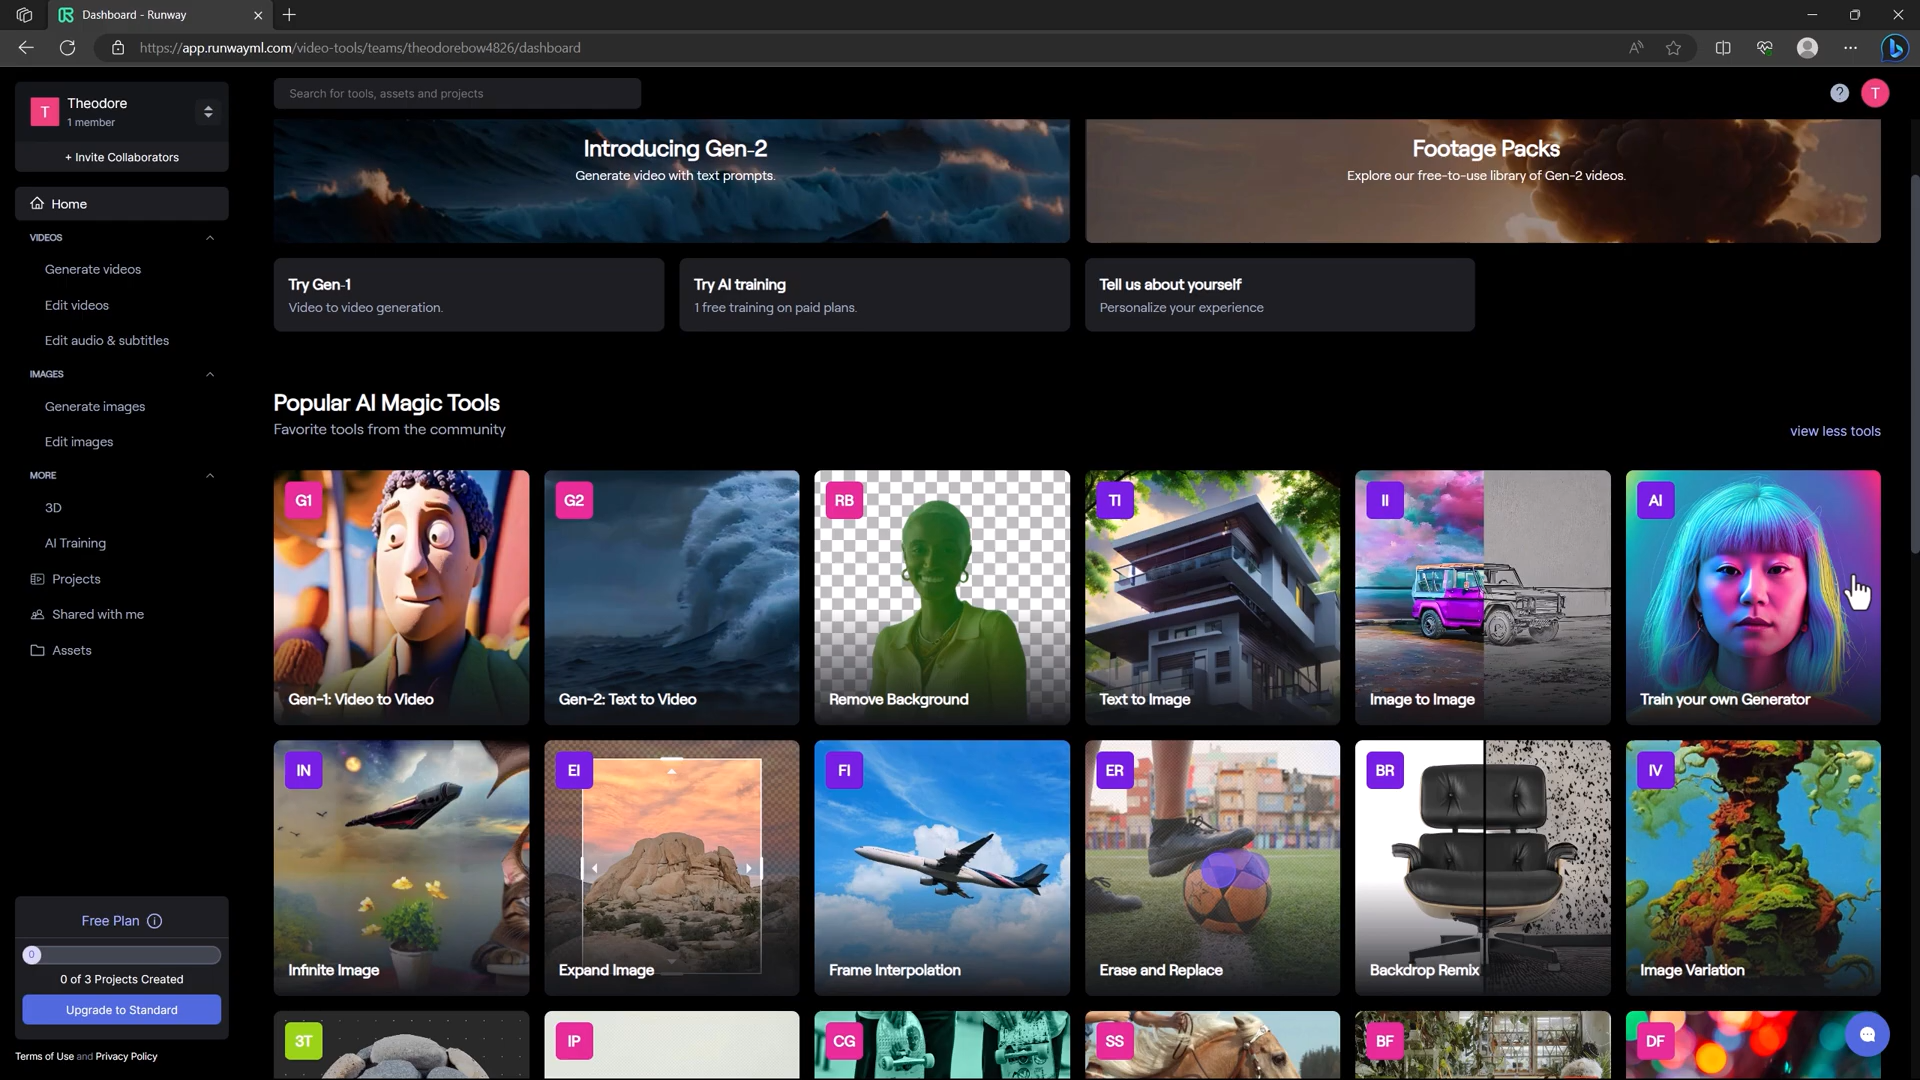 Dashboard - Runway
https://app.runwayml.com/video-tools/teams/theodorebow4826/dashboard
T
Theodore
1 member
+ Invite Collaborators
Home
VIDEOS
Generate videos
Edit videos
Edit audio & subtitles
IMAGES
Generate images
Edit images
MORE
3D
AI Training
Projects
Shared with me
Assets
Free Plan
0
0 of 3 Projects Created
Upgrade to Standard
Terms of Use and Privacy Policy
Search for tools, assets and projects
?
T
Introducing Gen-2
Generate video with text prompts.
Footage Packs
Explore our free-to-use library of Gen-2 videos.
Try Gen-1
Video to video generation.
Try AI training
1 free training on paid plans.
Tell us about yourself
Personalize your experience
Popular AI Magic Tools
Favorite tools from the community
view less tools
G1
Gen-1: Video to Video
G2
Gen-2: Text to Video
RB
Remove Background
TI
Text to Image
II
Image to Image
AI
Train your own Generator
IN
Infinite Image
EI
Expand Image
FI
Frame Interpolation
ER
Erase and Replace
BR
Backdrop Remix
IV
Image Variation
3T
IP
CG
SS
BF
DF